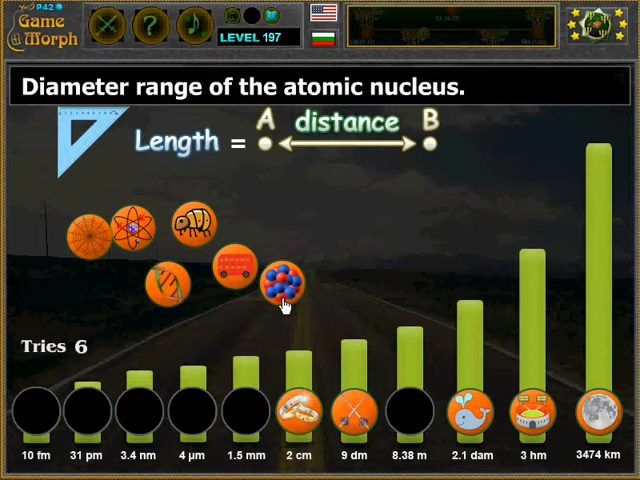 P42
Game
Morph
LEVEL 197
Diameter range of the atomic nucleus.
A distance B
Length =
Tries 6
10 fm 31 pm 3.4 nm 4 µm 1.5 mm 2 cm 9 dm 8.38 m 2.1 dam 3 hm 3474 km